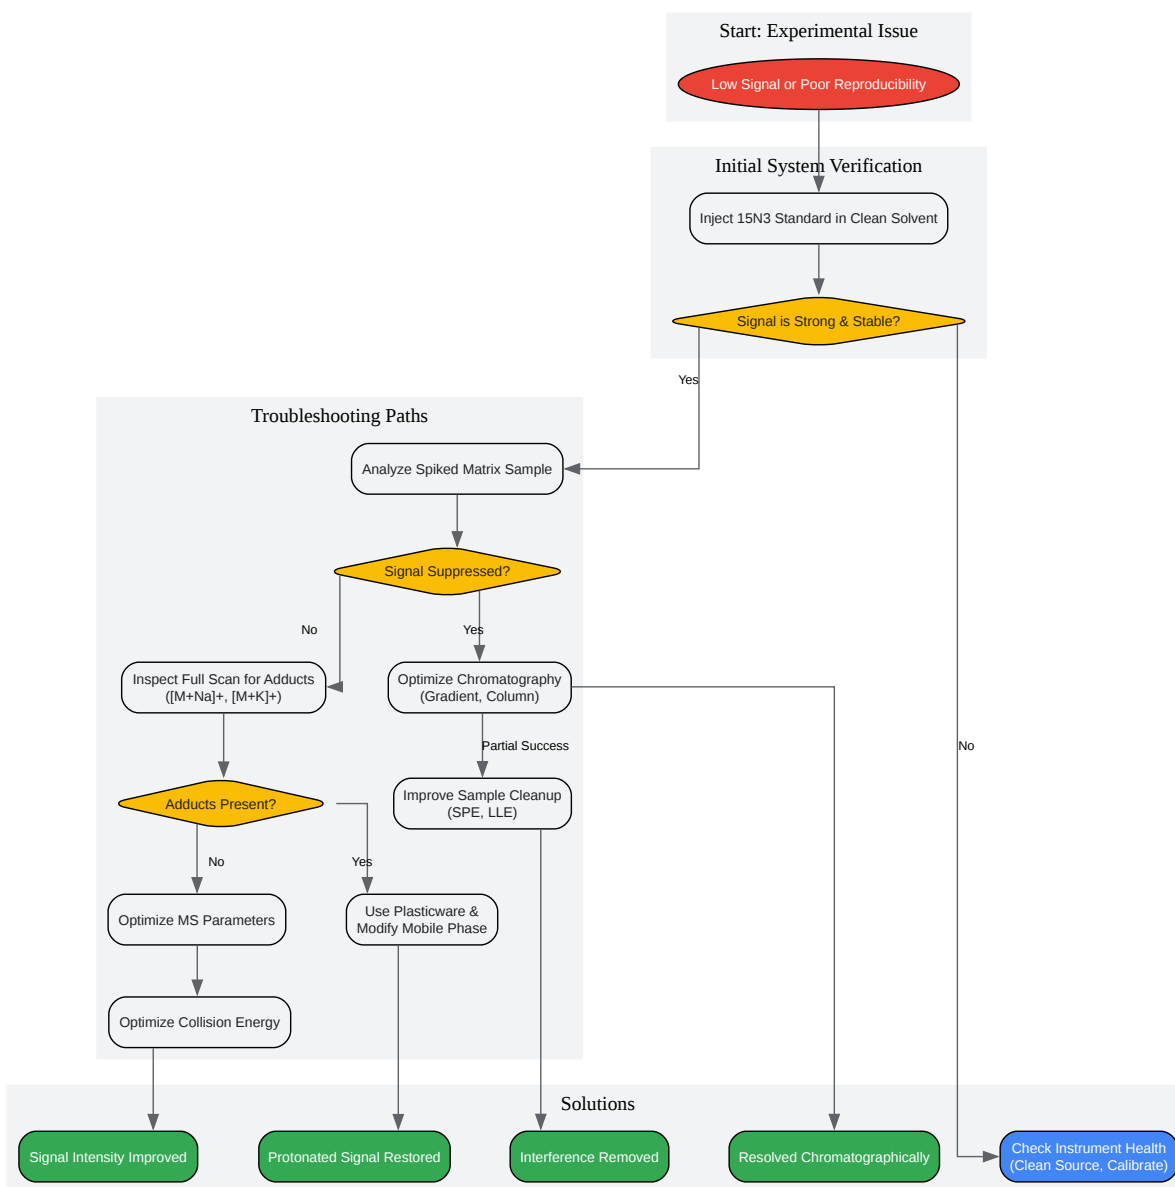 Start: Experimental Issue
Low Signal or Poor Reproducibility
Initial System Verification
Inject 15N3 Standard in Clean Solvent
Signal is Strong & Stable?
Yes
Troubleshooting Paths
Analyze Spiked Matrix Sample
Signal Suppressed?
No
Yes
Inspect Full Scan for Adducts
([M+Na]+, [M+K]+)
Optimize Chromatography
(Gradient, Column)
Partial Success
No
Improve Sample Cleanup
(SPE, LLE)
Adducts Present?
No
Yes
Optimize MS Parameters
Use Plasticware &
Modify Mobile Phase
Optimize Collision Energy
Solutions
Signal Intensity Improved
Protonated Signal Restored
Interference Removed
Resolved Chromatographically
Check Instrument Health
(Clean Source, Calibrate)